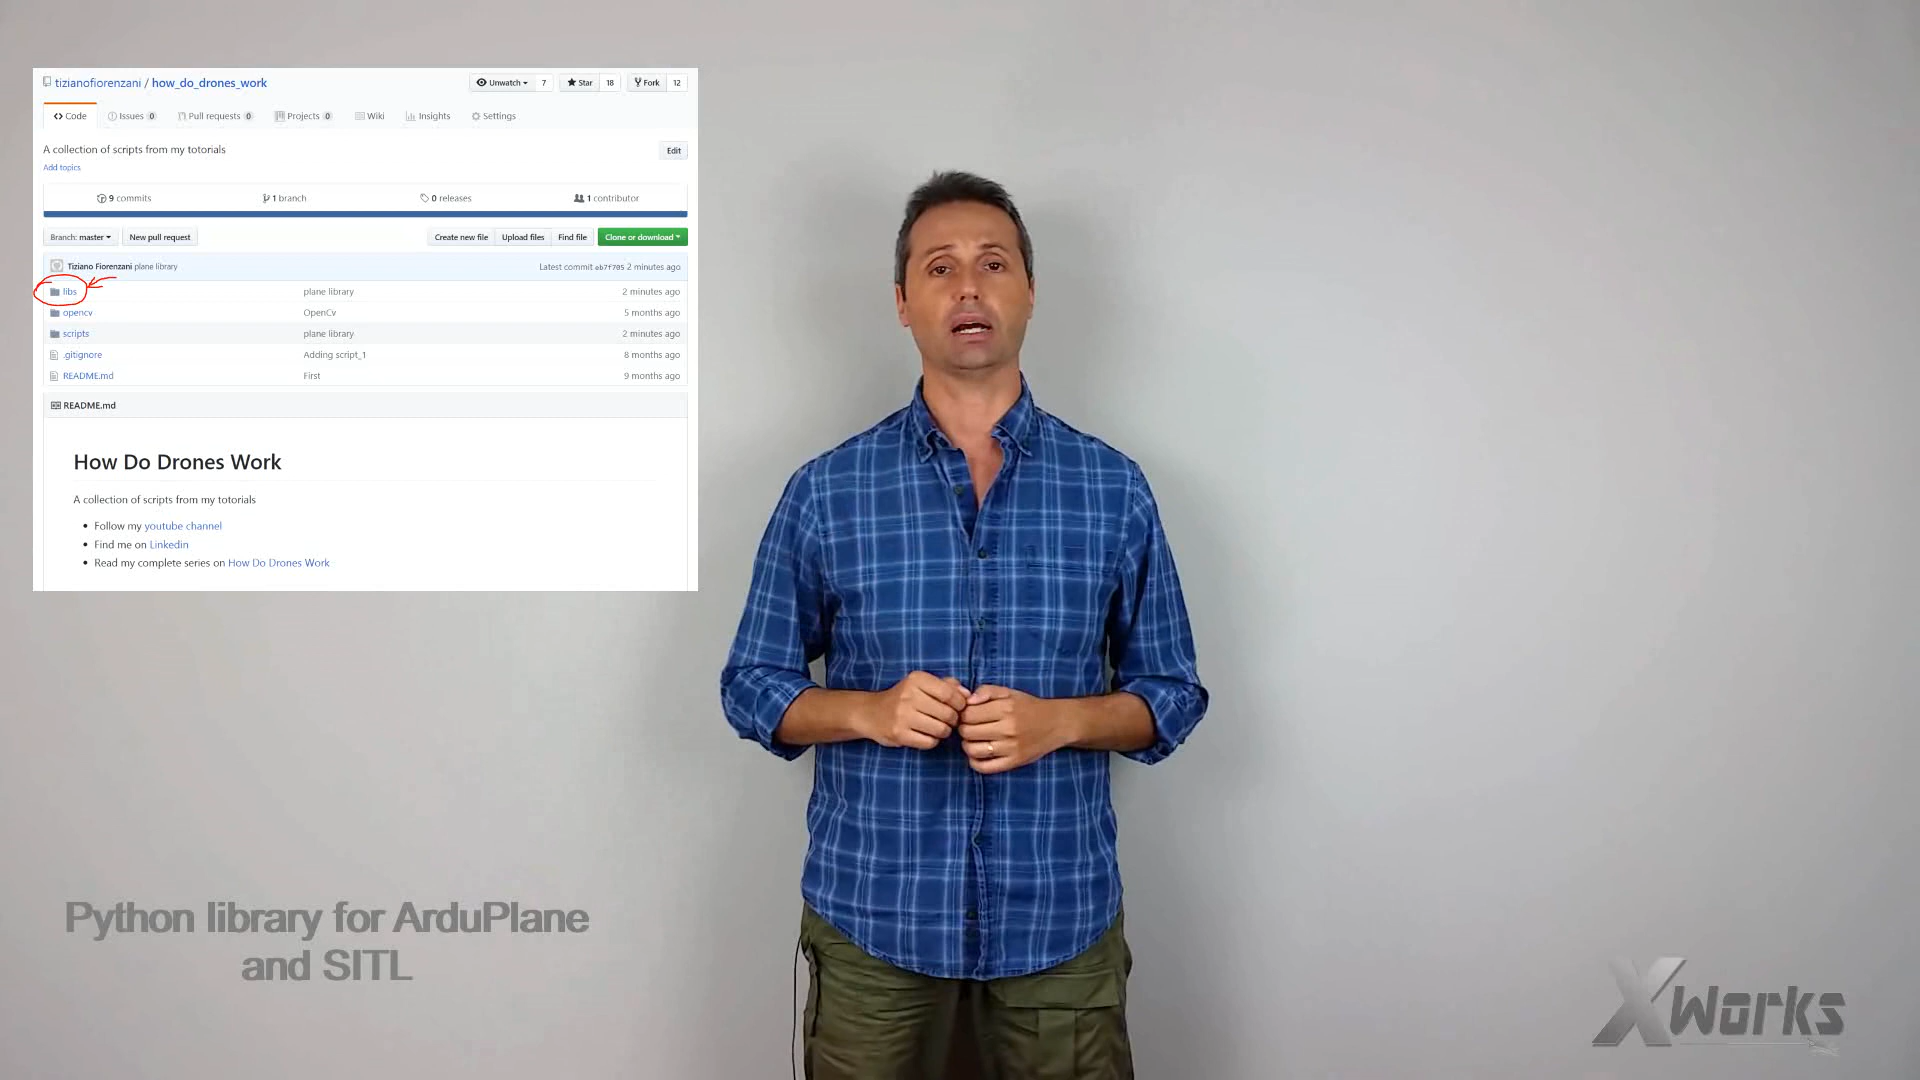 tizianofiorenzani / how_do_drones_work
Unwatch 7 Star 18 Fork 12
Code Issues 0 Pull requests 0 Projects 0 Wiki Insights Settings
A collection of scripts from my totorials
Edit
Add topics
9 commits 1 branch 0 releases 1 contributor
Branch: master New pull request Create new file Upload files Find file Clone or download
Tiziano Fiorenzani plane library Latest commit eb7f705 2 minutes ago
libs plane library 2 minutes ago
opencv OpenCv 5 months ago
scripts plane library 2 minutes ago
.gitignore Adding script_1 8 months ago
README.md First 9 months ago
README.md
How Do Drones Work
A collection of scripts from my totorials
Follow my youtube channel
Find me on Linkedin
Read my complete series on How Do Drones Work
Python library for ArduPlane
and SITL
XWorks